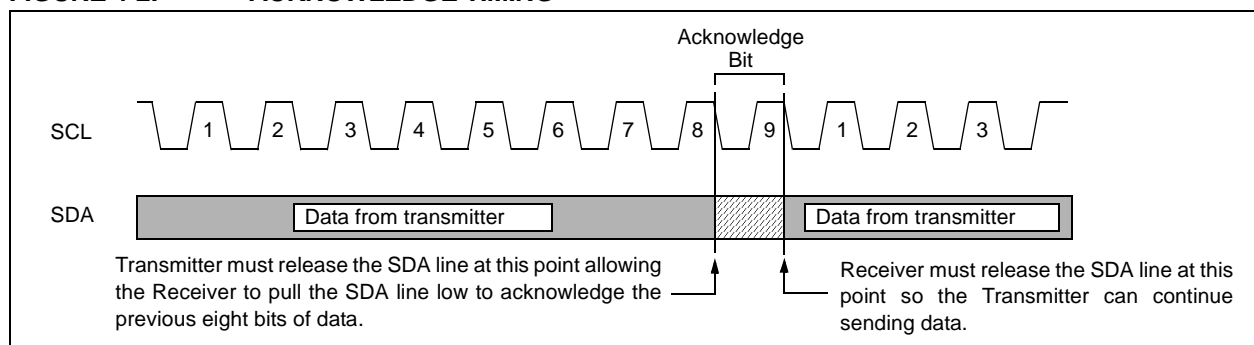 Acknowledge
Bit
SCL
1 2 3 4 5 6 7 8 9 1 2 3
SDA
Data from transmitter
Data from transmitter
Transmitter must release the SDA line at this point allowing
the Receiver to pull the SDA line low to acknowledge the
previous eight bits of data.
Receiver must release the SDA line at this
point so the Transmitter can continue
sending data.